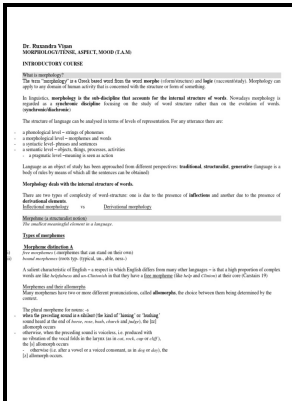 Dr. Ruxandra Vișan
MORPHOLOGY/TENSE, ASPECT, MOOD (T.A.M)
INTRODUCTORY COURSE
What is morphology?
The term "morphology" is a Greek based word from the word morphe (=form/structure) and logie (=account/study). Morphology can
apply to any domain of human activity that is concerned with the structure or form of something.
In linguistics, morphology is the sub-discipline that accounts for the internal structure of words. Nowadays morphology is
regarded as a synchronic discipline focusing on the study of word structure rather than on the evolution of words.
(synchronic/diachronic)
The structure of language can be analysed in terms of levels of representation. For any utterance there are:
- a phonological level – strings of phonemes
- a morphological level – morphemes and words
- a syntactic level- phrases and sentences
- a semantic level – objects, things, processes, activities
- a pragmatic level –meaning is seen as action
Language as an object of study has been approached from different perspectives: traditional, structuralist, generative (language is a
body of rules by means of which all the sentences can be obtained)
Morphology deals with the internal structure of words.
There are two types of complexity of word-structure: one is due to the presence of inflections and another due to the presence of
derivational elements.
Inflectional morphology vs Derivational morphology
Morpheme (a structuralist notion)
The smallest meaningful element in a language.
Types of morphemes
Morpheme distinction A
i) free morphemes ( morphemes that can stand on their own)
ii) bound morphemes (roots typ- (typical, un-, able, ness,)
A salient characteristic of English – a respect in which English differs from many other languages – is that a high proportion of complex
words are like helpfulness and un-Clintonish in that they have a free morpheme (like help and Clinton) at their core (Carstairs 19)
Morphemes and their allomorphs
Many morphemes have two or more different pronunciations, called allomorphs, the choice between them being determined by the
context.
The plural morpheme for nouns: -s
- when the preceding sound is a sibilant (the kind of 'hissing' or 'hushing'
sound heard at the end of horse, rose, bush, church and judge), the [ız]
allomorph occurs
- otherwise, when the preceding sound is voiceless, i.e. produced with
no vibration of the vocal folds in the larynx (as in cat, rock, cup or cliff ),
the [s] allomorph occurs
- otherwise (i.e. after a vowel or a voiced consonant, as in dog or day), the
[z] allomorph occurs.